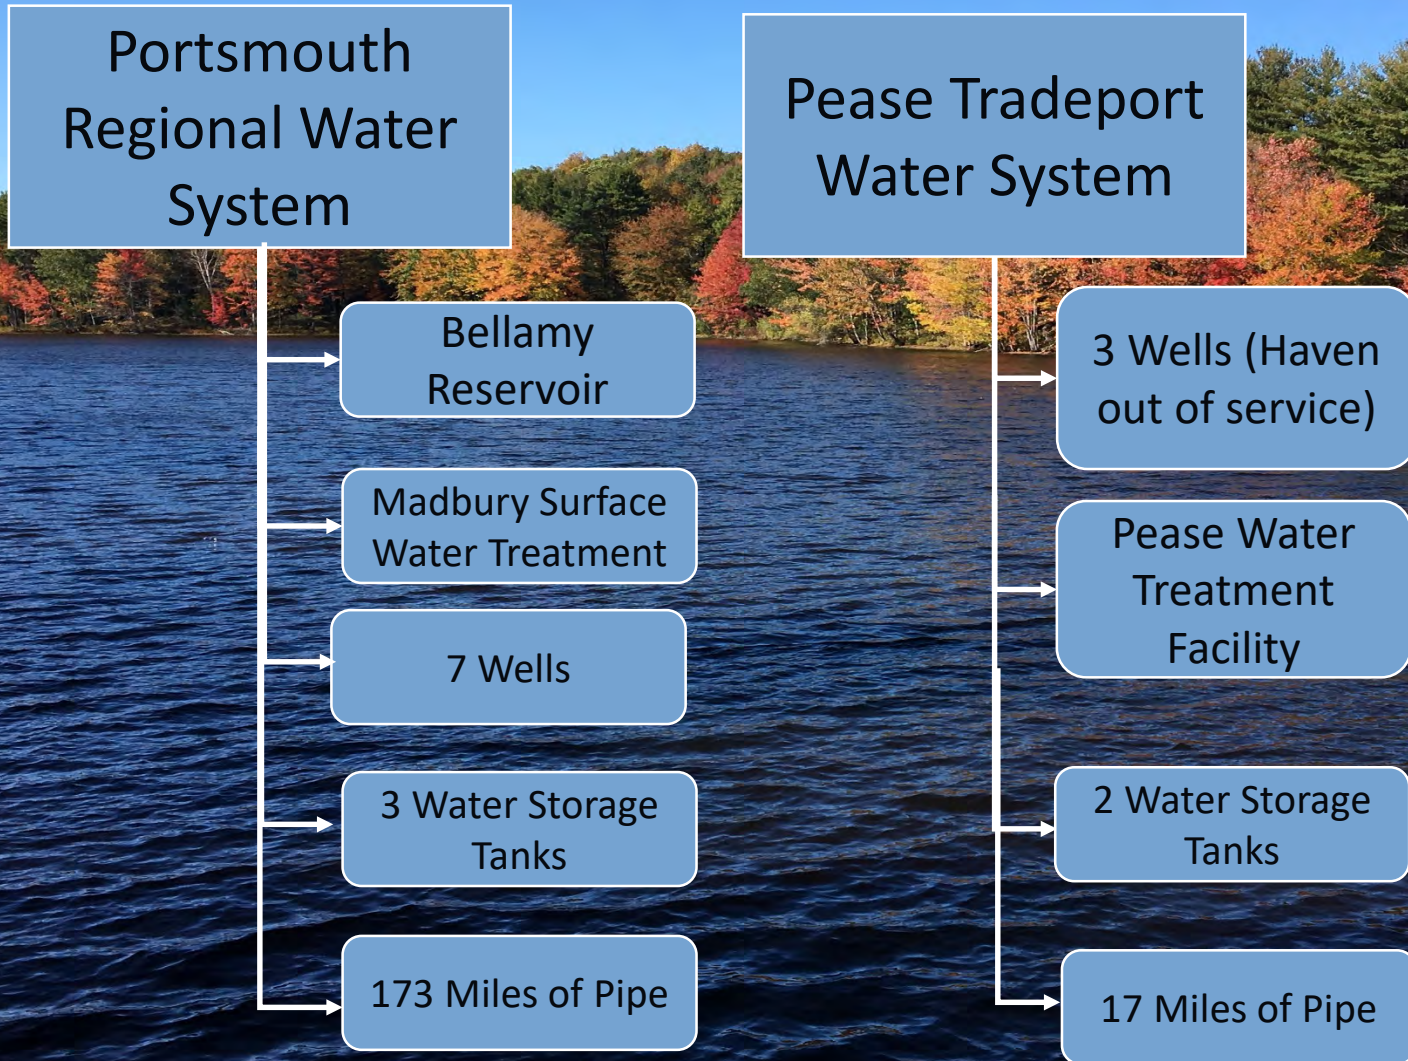 Portsmouth
Regional Water
System
Bellamy
Reservoir
Madbury Surface
Water Treatment
7 Wells
3 Water Storage
Tanks
173 Miles of Pipe
Pease Tradeport
Water System
3 Wells (Haven
out of service)
Pease Water
Treatment
Facility
2 Water Storage
Tanks
17 Miles of Pipe